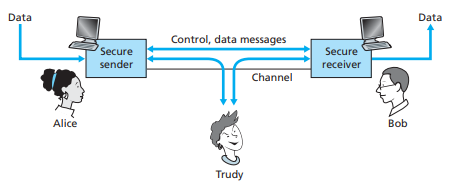 Data
Data
Control, data messages
Secure
sender
Secure
receiver
Channel
Alice
Bob
Trudy